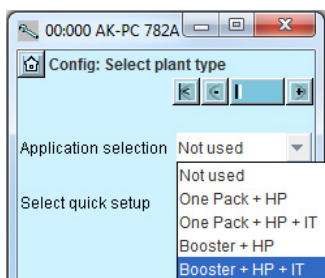 00:000 AK-PC 782A
Config: Select plant type
Application selection Not used
Not used
Select quick setup
One Pack + HP
One Pack + HP + IT
Booster + HP
Booster + HP + IT